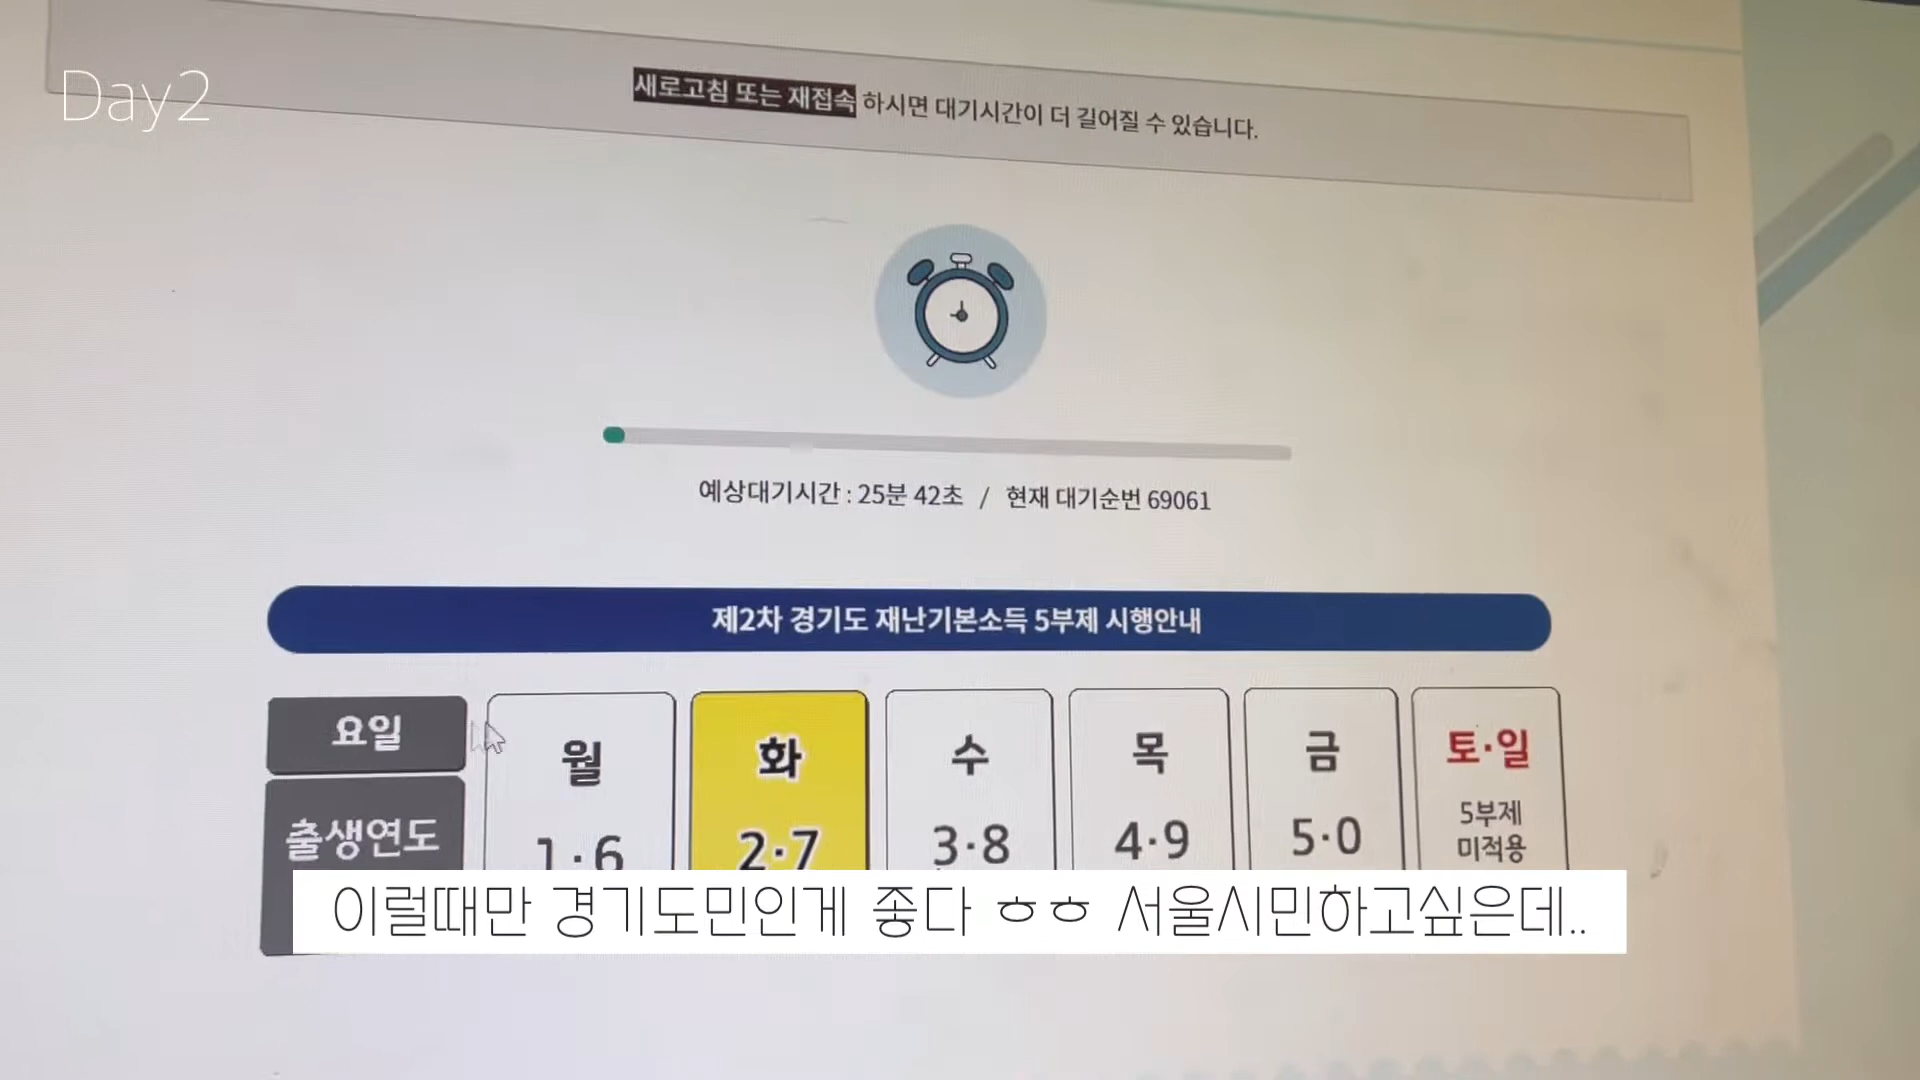 Day2
새로고침 또는 재접속 하시면 대기시간이 더 길어질 수 있습니다.
예상대기시간 : 25분 42초 / 현재 대기순번 69061
제2차 경기도 재난기본소득 5부제 시행안내
요일
월
화
수
목
금
토·일
출생연도
1·6
2·7
3·8
4·9
5·0
5부제
미적용
이럴때만 경기도민인게 좋다 ㅎㅎ 서울시민하고싶은데..